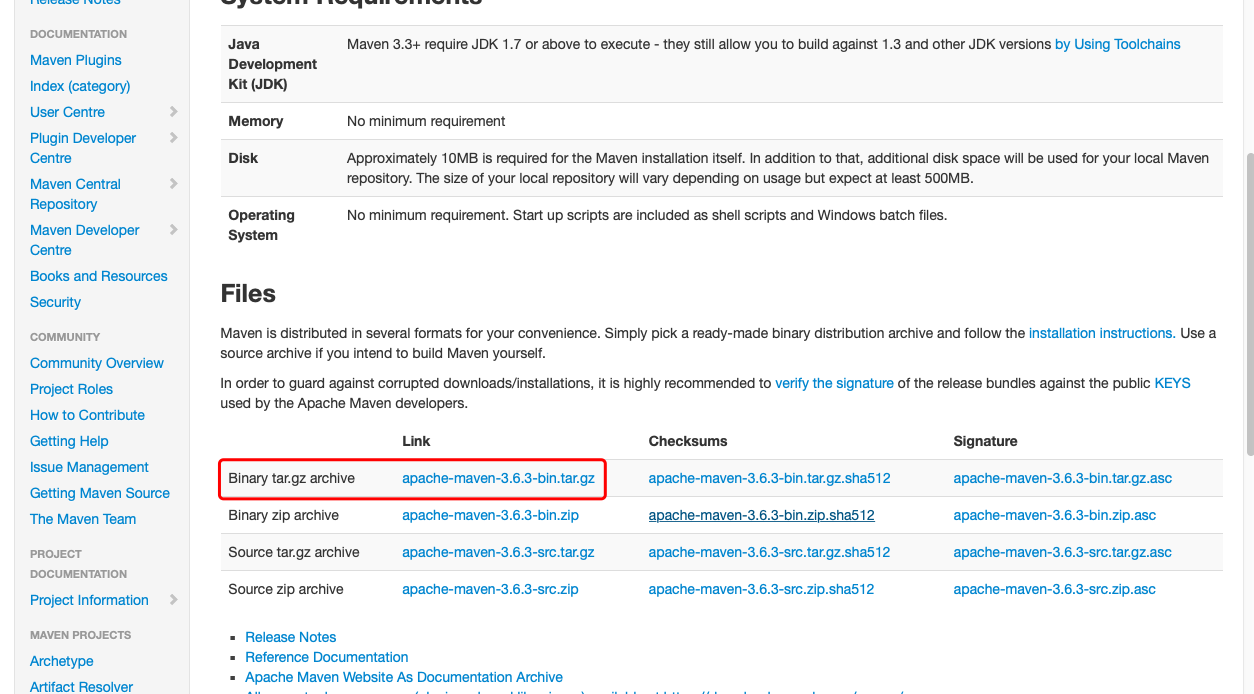 Release Notes
DOCUMENTATION
Maven Plugins
Index (category)
User Centre
Plugin Developer
Centre
Maven Central
Repository
Maven Developer
Centre
Books and Resources
Security
COMMUNITY
Community Overview
Project Roles
How to Contribute
Getting Help
Issue Management
Getting Maven Source
The Maven Team
PROJECT
DOCUMENTATION
Project Information
MAVEN PROJECTS
Archetype
Artifact Resolver
System Requirements
Java
Development
Kit (JDK)
Maven 3.3+ require JDK 1.7 or above to execute - they still allow you to build against 1.3 and other JDK versions by Using Toolchains
Memory
No minimum requirement
Disk
Approximately 10MB is required for the Maven installation itself. In addition to that, additional disk space will be used for your local Maven
repository. The size of your local repository will vary depending on usage but expect at least 500MB.
Operating
System
No minimum requirement. Start up scripts are included as shell scripts and Windows batch files.
Files
Maven is distributed in several formats for your convenience. Simply pick a ready-made binary distribution archive and follow the installation instructions. Use a
source archive if you intend to build Maven yourself.
In order to guard against corrupted downloads/installations, it is highly recommended to verify the signature of the release bundles against the public KEYS
used by the Apache Maven developers.
Link Checksums Signature
Binary tar.gz archive apache-maven-3.6.3-bin.tar.gz apache-maven-3.6.3-bin.tar.gz.sha512 apache-maven-3.6.3-bin.tar.gz.asc
Binary zip archive apache-maven-3.6.3-bin.zip apache-maven-3.6.3-bin.zip.sha512 apache-maven-3.6.3-bin.zip.asc
Source tar.gz archive apache-maven-3.6.3-src.tar.gz apache-maven-3.6.3-src.tar.gz.sha512 apache-maven-3.6.3-src.tar.gz.asc
Source zip archive apache-maven-3.6.3-src.zip apache-maven-3.6.3-src.zip.sha512 apache-maven-3.6.3-src.zip.asc
Release Notes
Reference Documentation
Apache Maven Website As Documentation Archive